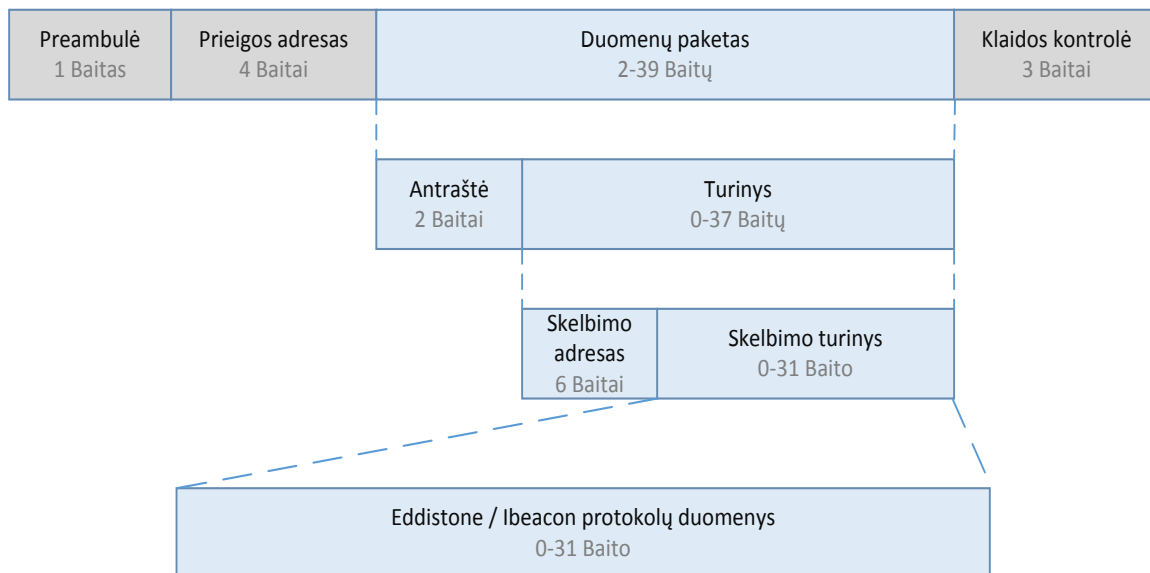 Preambulė
1 Baitas
Prieigos adresas
4 Baitai
Duomenų paketas
2-39 Baitų
Klaidos kontrolė
3 Baitai
Antraštė
2 Baitai
Turinys
0-37 Baitų
Skelbimo
adresas
6 Baitai
Skelbimo turinys
0-31 Baito
Eddistone / Ibeacon protokolų duomenys
0-31 Baito